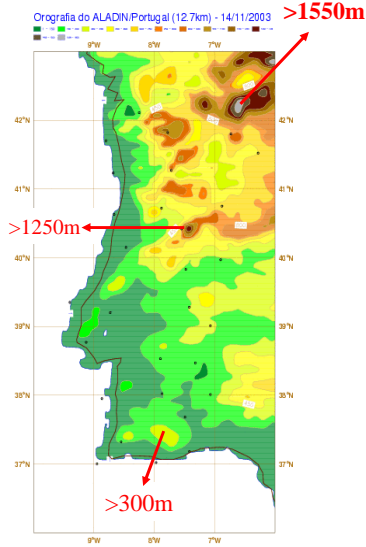 >1550m
Orografia do ALADIN/Portugal (12.7km) - 14/11/2003
9°W 8°W 7°W
42°N 42°N
41°N 41°N
>1250m
40°N 40°N
39°N 39°N
38°N 38°N
37°N 37°N
>300m
9°W 8°W 7°W